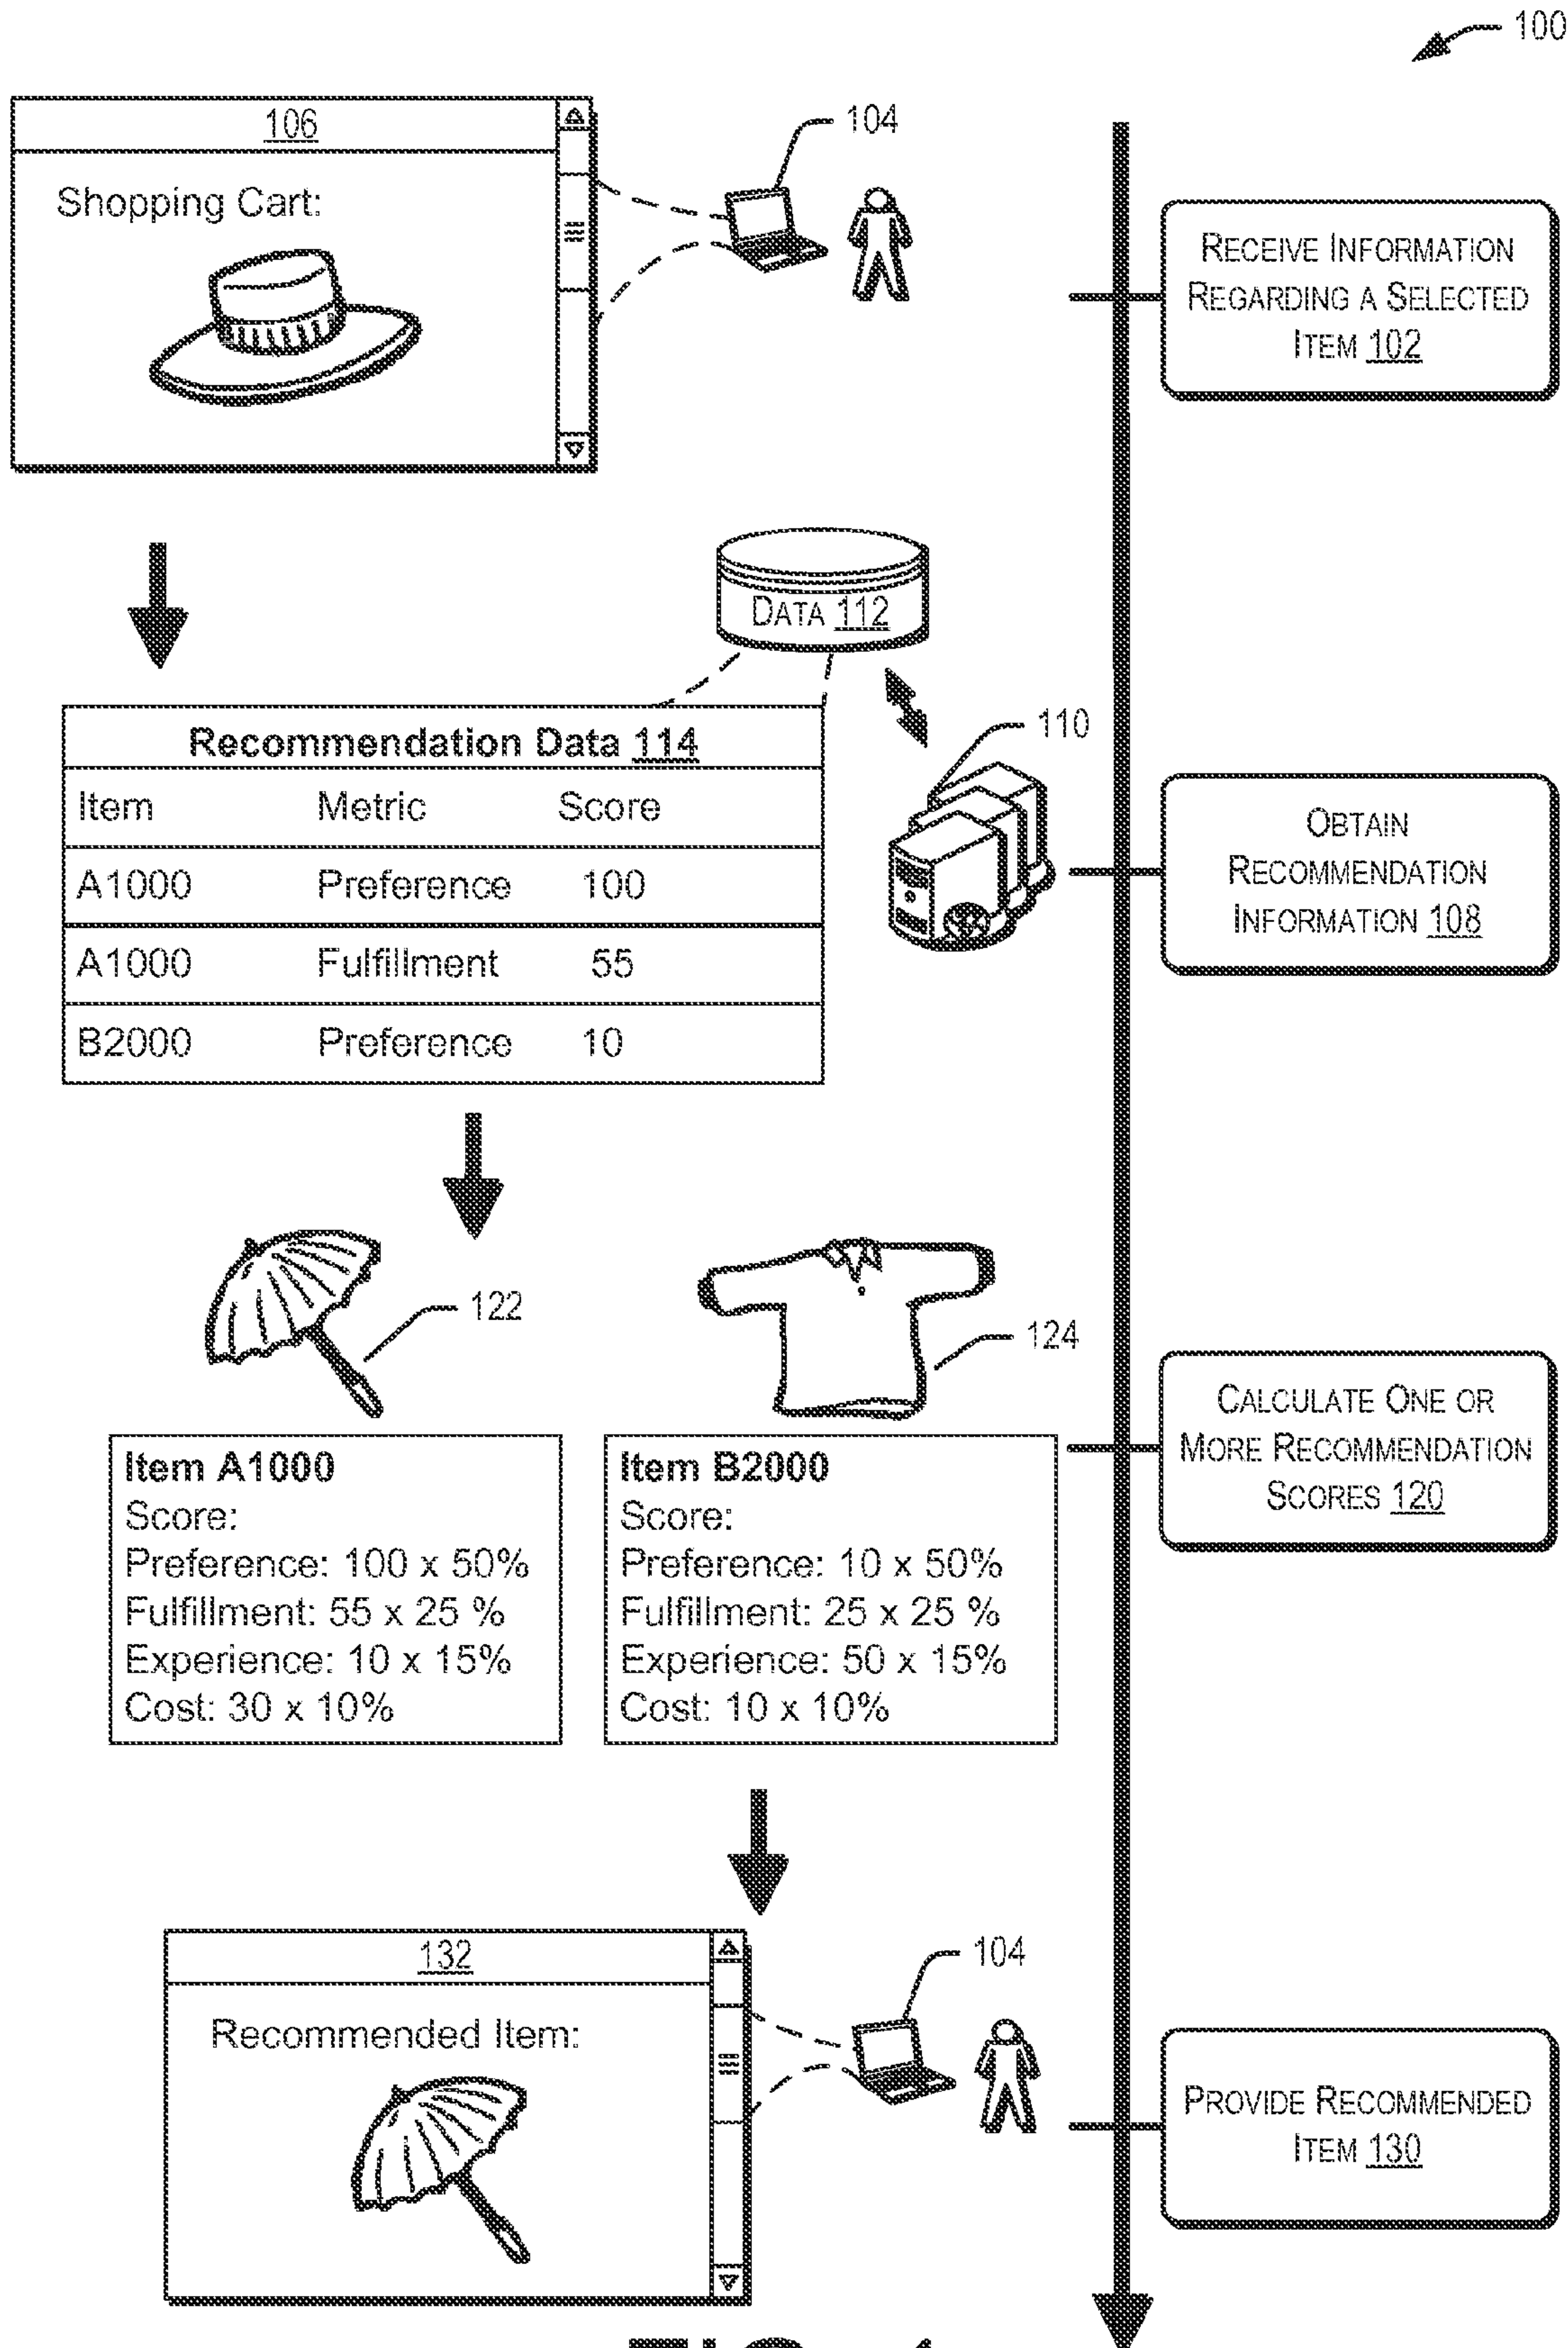 100
106
Shopping Cart:
104
RECEIVE INFORMATION
REGARDING A SELECTED
ITEM 102
DATA 112
Recommendation Data 114
Item Metric Score
A1000 Preference 100
A1000 Fulfillment 55
B2000 Preference 10
110
OBTAIN
RECOMMENDATION
INFORMATION 108
122
124
Item A1000
Score:
Preference: 100 x 50%
Fulfillment: 55 x 25 %
Experience: 10 x 15%
Cost: 30 x 10%
Item B2000
Score:
Preference: 10 x 50%
Fulfillment: 25 x 25 %
Experience: 50 x 15%
Cost: 10 x 10%
CALCULATE ONE OR
MORE RECOMMENDATION
SCORES 120
132
Recommended Item:
104
PROVIDE RECOMMENDED
ITEM 130